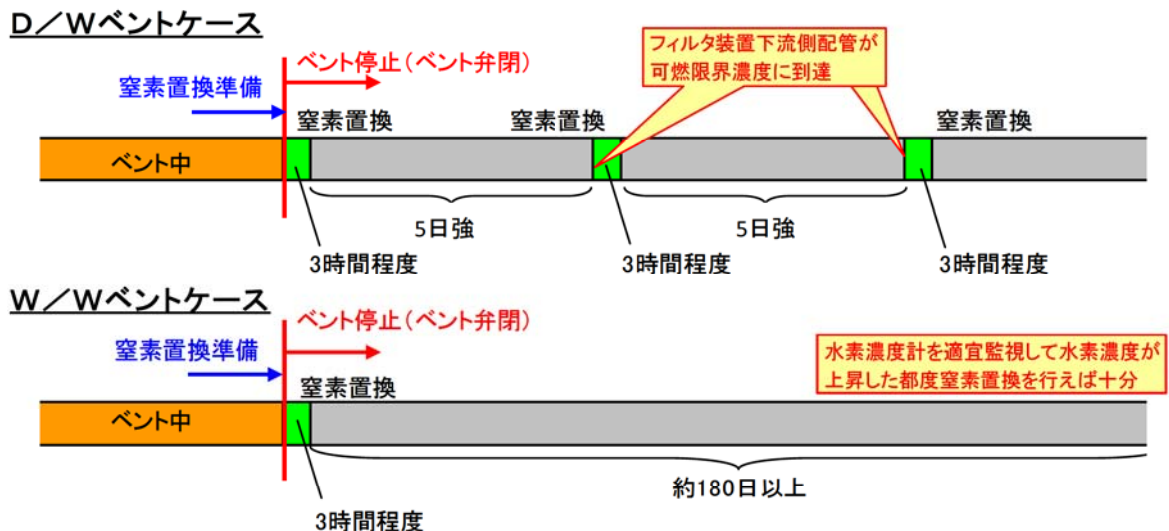 D/Wベントケース
ベント停止(ベント弁閉)
フィルタ装置下流側配管が
可燃限界濃度に到達
窒素置換準備
窒素置換
窒素置換
窒素置換
ベント中
5日強
5日強
3時間程度
3時間程度
3時間程度
W/Wベントケース
ベント停止(ベント弁閉)
窒素置換準備
水素濃度計を適宜監視して水素濃度が
上昇した都度窒素置換を行えば十分
窒素置換
ベント中
約180日以上
3時間程度